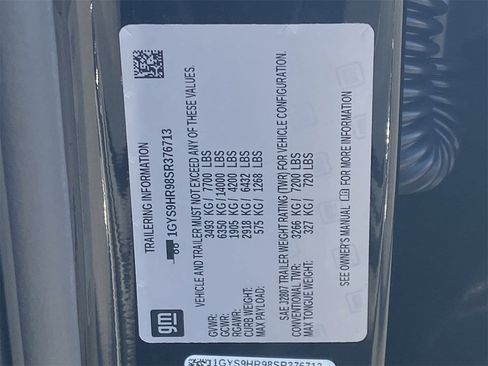 TRAILERING INFORMATION
1GYS9HR98SR376713
VEHICLE AND TRAILER MUST NOT EXCEED ANY OF THESE VALUES.
GVWR: 3493 KG / 7700 LBS
GCWR: 6350 KG / 14000 LBS
RGAWR: 1905 KG / 4200 LBS
CURB WEIGHT: 2918 KG / 6432 LBS
MAX PAYLOAD: 575 KG / 1268 LBS
SAE J2807 TRAILER WEIGHT RATING (TWR) FOR VEHICLE CONFIGURATION.
CONVENTIONAL TWR: 3266 KG / 7200 LBS
MAX TONGUE WEIGHT: 327 KG / 720 LBS
SEE OWNER'S MANUAL FOR MORE INFORMATION
gm
1GYS9HR98SR376713